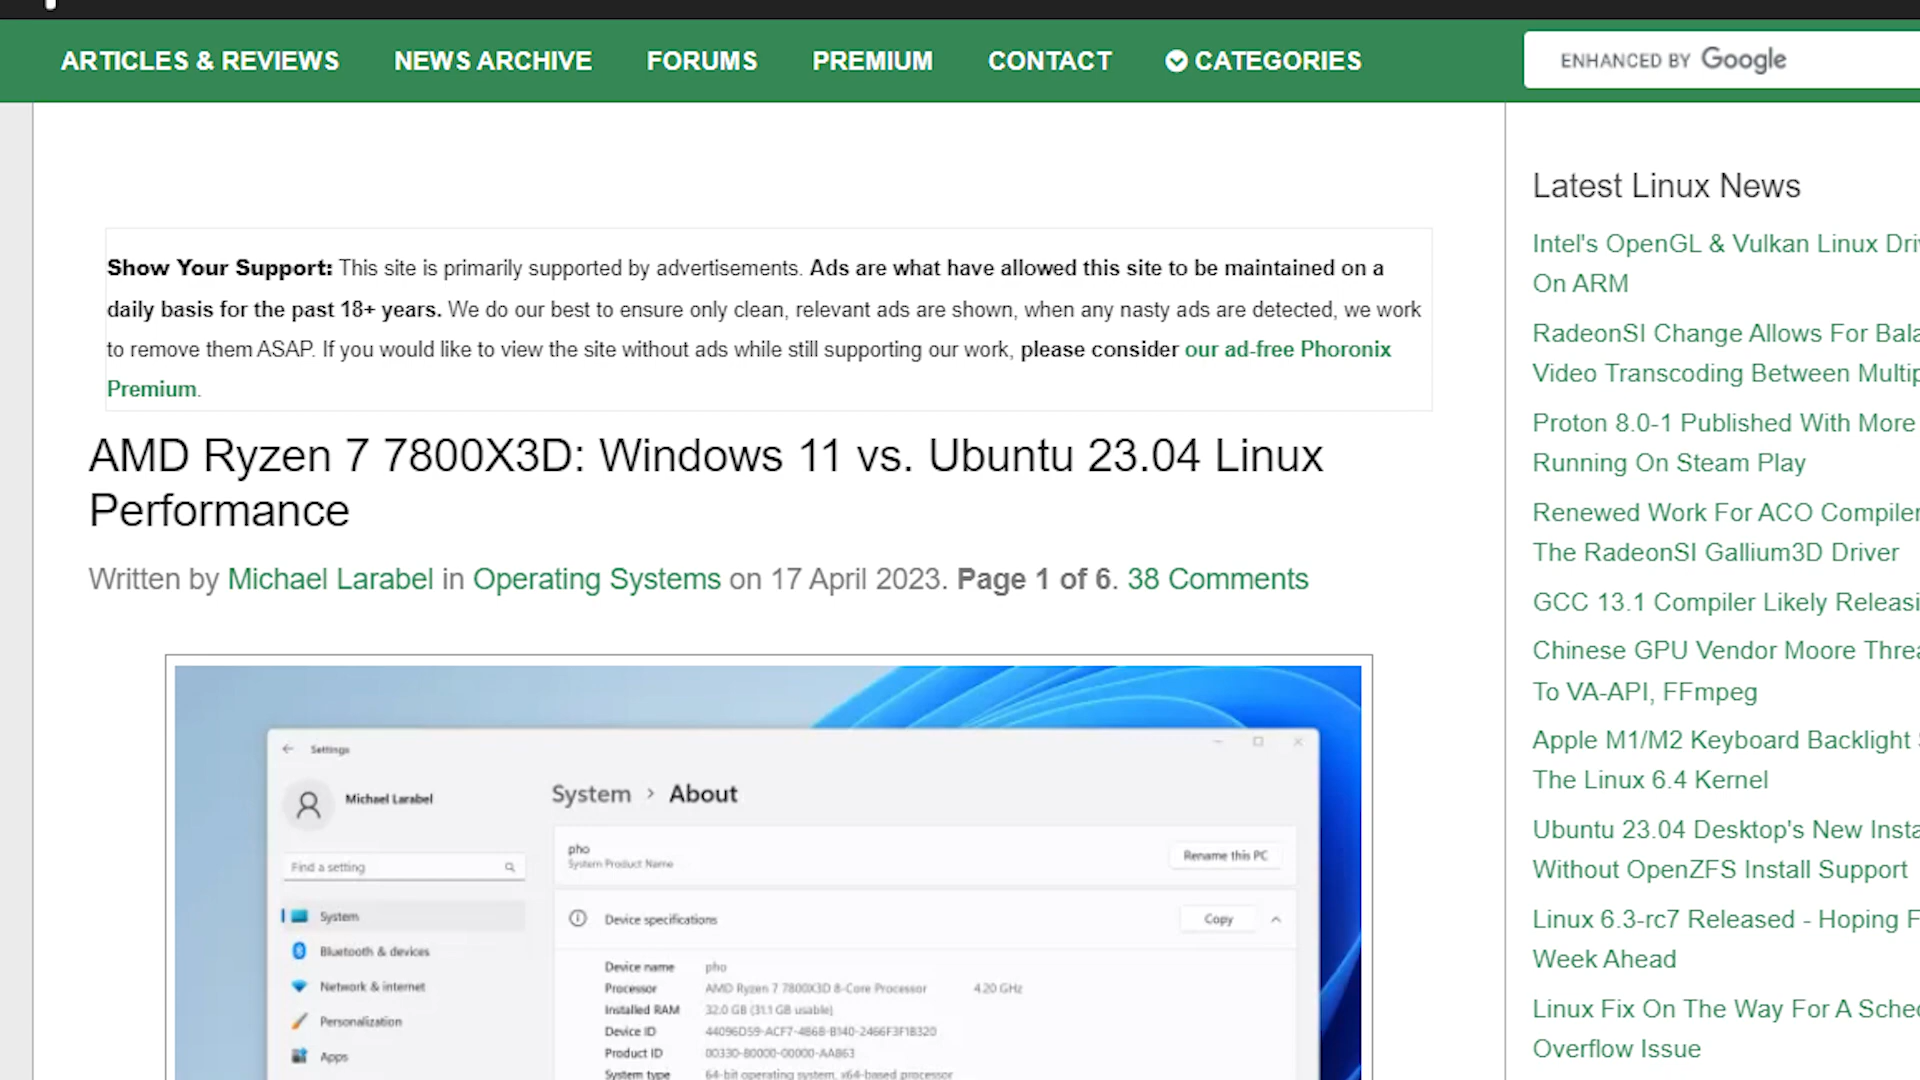 ARTICLES & REVIEWS NEWS ARCHIVE FORUMS PREMIUM CONTACT CATEGORIES ENHANCED BY Google
Show Your Support: This site is primarily supported by advertisements. Ads are what have allowed this site to be maintained on a
daily basis for the past 18+ years. We do our best to ensure only clean, relevant ads are shown, when any nasty ads are detected, we work
to remove them ASAP. If you would like to view the site without ads while still supporting our work, please consider our ad-free Phoronix
Premium.
AMD Ryzen 7 7800X3D: Windows 11 vs. Ubuntu 23.04 Linux
Performance
Written by Michael Larabel in Operating Systems on 17 April 2023. Page 1 of 6. 38 Comments
Settings
Michael Larabel
Find a setting
System
Bluetooth & devices
Network & internet
Personalization
Apps
System > About
pho
System Product Name
Rename this PC
Device specifications
Copy
Device name pho
Processor AMD Ryzen 7 7800X3D 8-Core Processor 4.20 GHz
Installed RAM 32.0 GB (31.1 GB usable)
Device ID 44096D59-ACF7-4868-B140-2466F3F1B320
Product ID 00330-80000-00000-AA863
System type 64-bit operating system, x64-based processor
Latest Linux News
Intel's OpenGL & Vulkan Linux Driv
On ARM
RadeonSI Change Allows For Bala
Video Transcoding Between Multip
Proton 8.0-1 Published With More
Running On Steam Play
Renewed Work For ACO Compiler
The RadeonSI Gallium3D Driver
GCC 13.1 Compiler Likely Releasi
Chinese GPU Vendor Moore Threa
To VA-API, FFmpeg
Apple M1/M2 Keyboard Backlight S
The Linux 6.4 Kernel
Ubuntu 23.04 Desktop's New Insta
Without OpenZFS Install Support
Linux 6.3-rc7 Released - Hoping F
Week Ahead
Linux Fix On The Way For A Sched
Overflow Issue